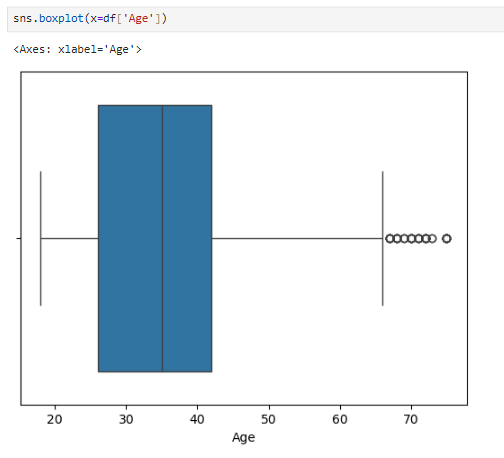 sns.boxplot(x=df['Age'])
<Axes: xlabel='Age'>
20 30 40 50 60 70
Age